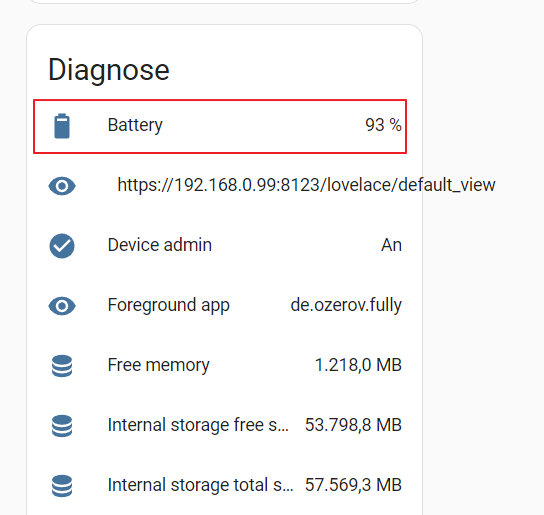 Diagnose
Battery 93 %
https://192.168.0.99:8123/lovelace/default_view
Device admin An
Foreground app de.ozerov.fully
Free memory 1.218,0 MB
Internal storage free s... 53.798,8 MB
Internal storage total s... 57.569,3 MB